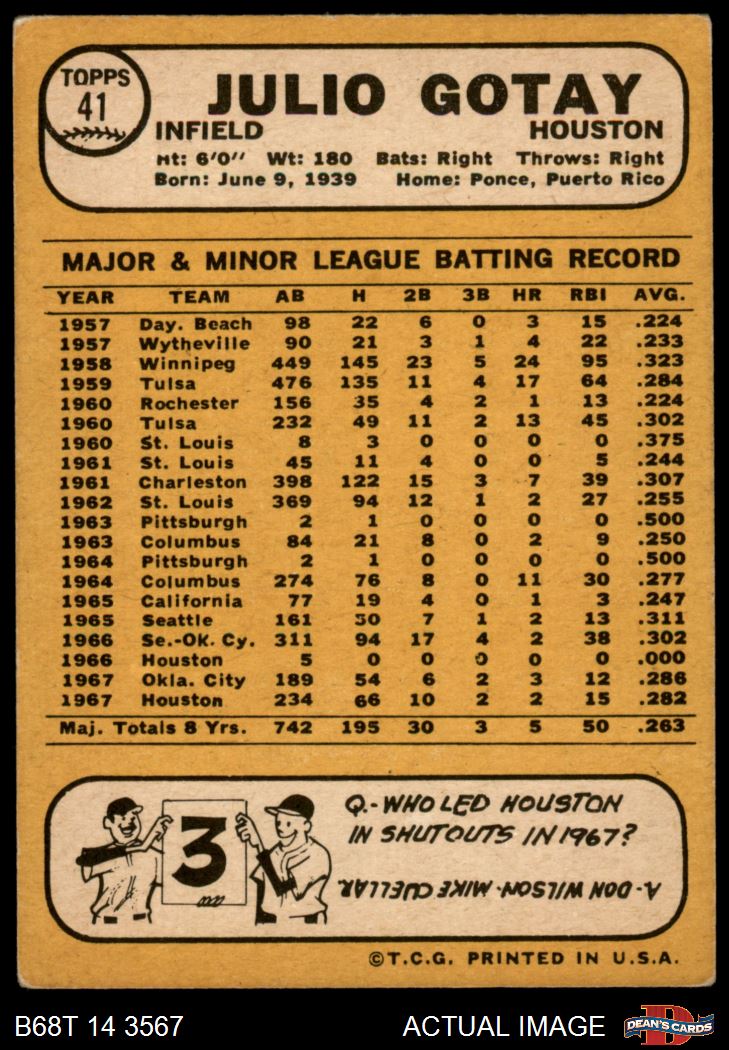 TOPPS
41
JULIO GOTAY
INFIELD HOUSTON
Ht: 6'0" Wt: 180 Bats: Right Throws: Right
Born: June 9, 1939 Home: Ponce, Puerto Rico
MAJOR & MINOR LEAGUE BATTING RECORD
YEAR TEAM AB H 2B 3B HR RBI AVG.
1957 Day. Beach 98 22 6 0 3 15 .224
1957 Wytheville 90 21 3 1 4 22 .233
1958 Winnipeg 449 145 23 5 24 95 .323
1959 Tulsa 476 135 11 4 17 64 .284
1960 Rochester 156 35 4 2 1 13 .224
1960 Tulsa 232 49 11 2 13 45 .302
1960 St. Louis 8 3 0 0 0 0 .375
1961 St. Louis 45 11 4 0 0 5 .244
1961 Charleston 398 122 15 3 7 39 .307
1962 St. Louis 369 94 12 1 2 27 .255
1963 Pittsburgh 2 1 0 0 0 0 .500
1963 Columbus 84 21 8 0 2 9 .250
1964 Pittsburgh 2 1 0 0 0 0 .500
1964 Columbus 274 76 8 0 11 30 .277
1965 California 77 19 4 0 1 3 .247
1965 Seattle 161 50 7 1 2 13 .311
1966 Se.-OK. Cy. 311 94 17 4 2 38 .302
1966 Houston 5 0 0 0 0 0 .000
1967 Okla. City 189 54 6 2 3 12 .286
1967 Houston 234 66 10 2 2 15 .282
Maj. Totals 8 Yrs. 742 195 30 3 5 50 .263
3
Q.-WHO LED HOUSTON
IN SHUTOUTS IN 1967?
A-DON WILSON-MIKE CUELLAR
©T.C.G. PRINTED IN U.S.A.
B68T 14 3567 ACTUAL IMAGE
D
DEAN'S CARDS